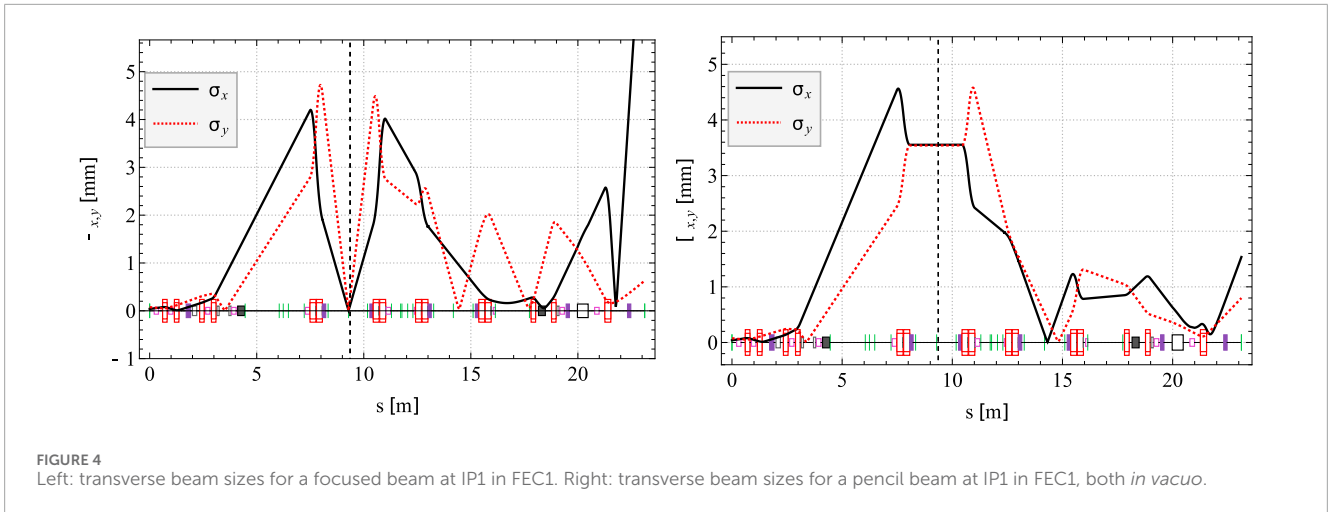 5
4
3
2
1
0
- 1
- x,y [mm]
σx
σy
0 5 10 15 20
s [m]
5
4
3
2
1
0
[ x,y [mm]
σx
σy
0 5 10 15 20
s [m]
FIGURE 4
Left: transverse beam sizes for a focused beam at IP1 in FEC1. Right: transverse beam sizes for a pencil beam at IP1 in FEC1, both in vacuo.